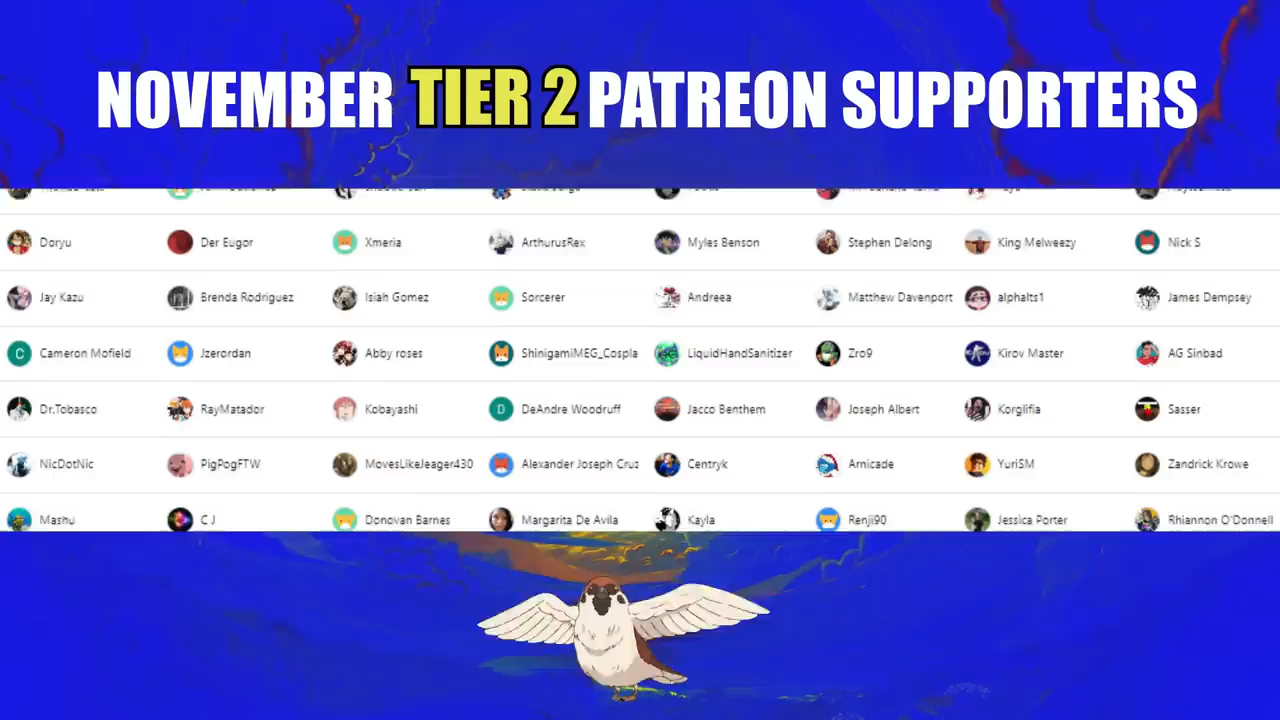 NOVEMBER TIER 2 PATREON SUPPORTERS
Doryu Der Eugor Xmeria ArthurusRex Myles Benson Stephen Delong King Melweezy Nick S
Jay Kazu Brenda Rodriguez Isiah Gomez Sorcerer Andreea Matthew Davenport alphalts1 James Dempsey
C Cameron Mofield Jzerordan Abby roses ShinigamiMEG_Cospla LiquidHandSanitizer Zro9 Kirov Master AG Sinbad
Dr.Tobasco RayMatador Kobayashi D DeAndre Woodruff Jacco Benthem Joseph Albert Korglifia Sasser
NicDotNic PigPogFTW MovesLikeJeager430 Alexander Joseph Cruz Centryk Arnicade YuriSM Zandrick Krowe
Mashu C J Donovan Barnes Margarita De Avila Kayla Renji90 Jessica Porter Rhiannon O'Donnell